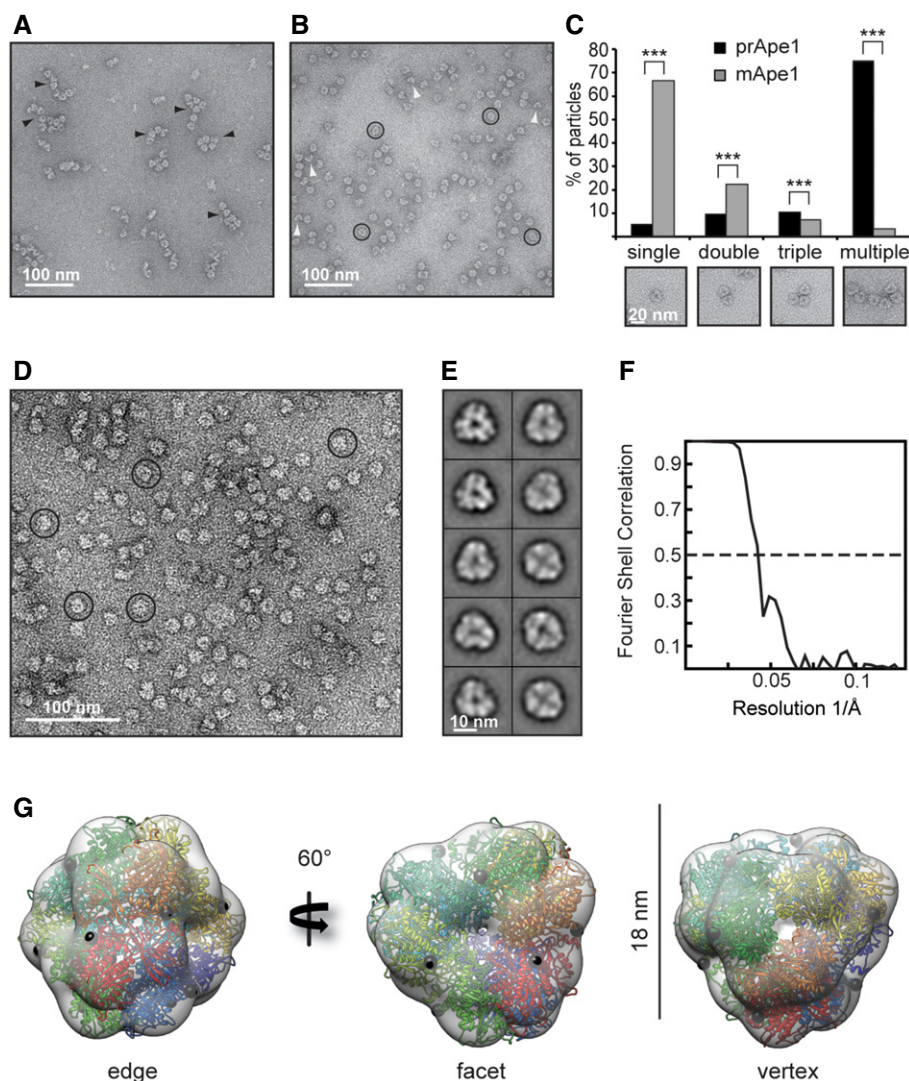 A
B
C
100 nm
100 nm
80
70
60
50
40
30
20
10
% of particles
***
***
***
***
prApe1
mApe1
single
double
triple
multiple
20 nm
D
E
F
100 nm
10 nm
0.9
0.7
0.5
0.3
0.1
Fourier Shell Correlation
0.05
0.1
Resolution 1/Å
G
60°
18 nm
edge
facet
vertex